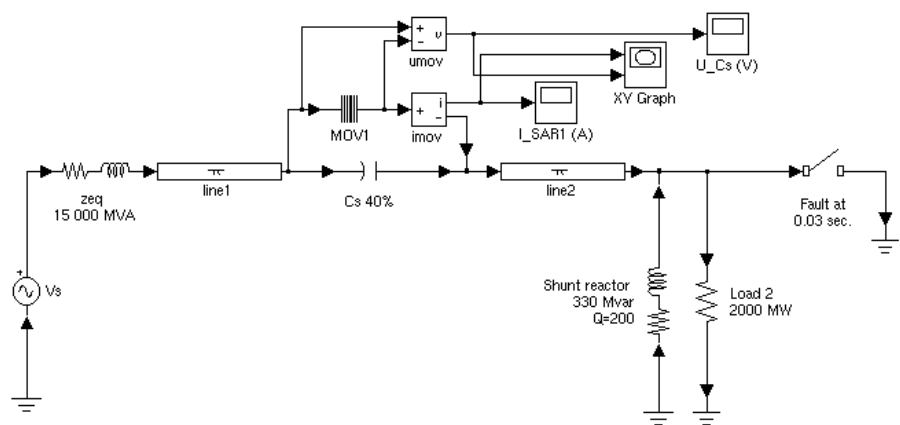 +
-
υ
umov
U_Cs (V)
XY Graph
MOV1
+
i
-
imov
I_SAR1 (A)
zeq
15 000 MVA
line1
Cs 40%
line2
Fault at
0.03 sec.
+
Vs
Shunt reactor
330 Mvar
Q=200
Load 2
2000 MW